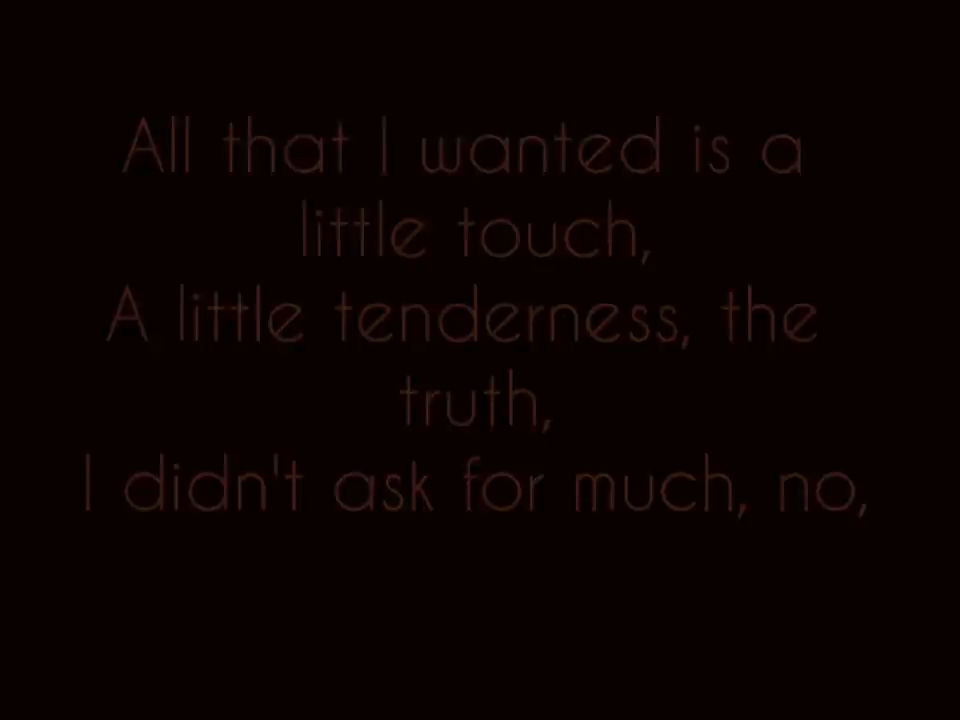 All that I wanted is a
little touch,
A little tenderness, the
truth,
I didn't ask for much, no,